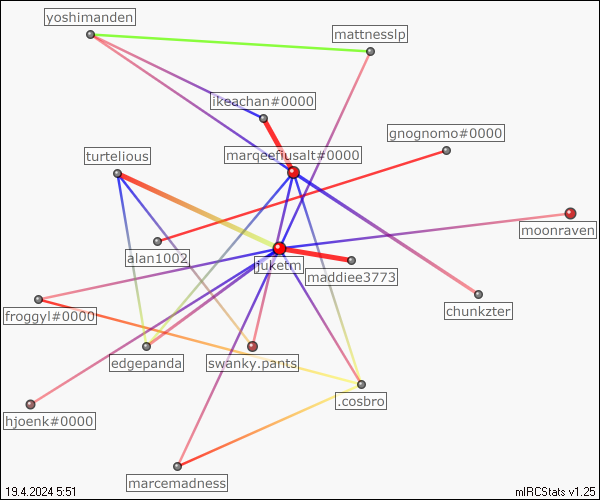 yoshimanden
mattnesslp
ikeachan#0000
gnognomo#0000
marqeefiusalt#0000
turtelious
moonraven
alan1002
juketm
maddiee3773
chunkzter
froggyl#0000
edgepanda
swanky.pants
.cosbro
hjoenk#0000
marcemadness
19.4.2024 5:51
mIRCStats v1.25